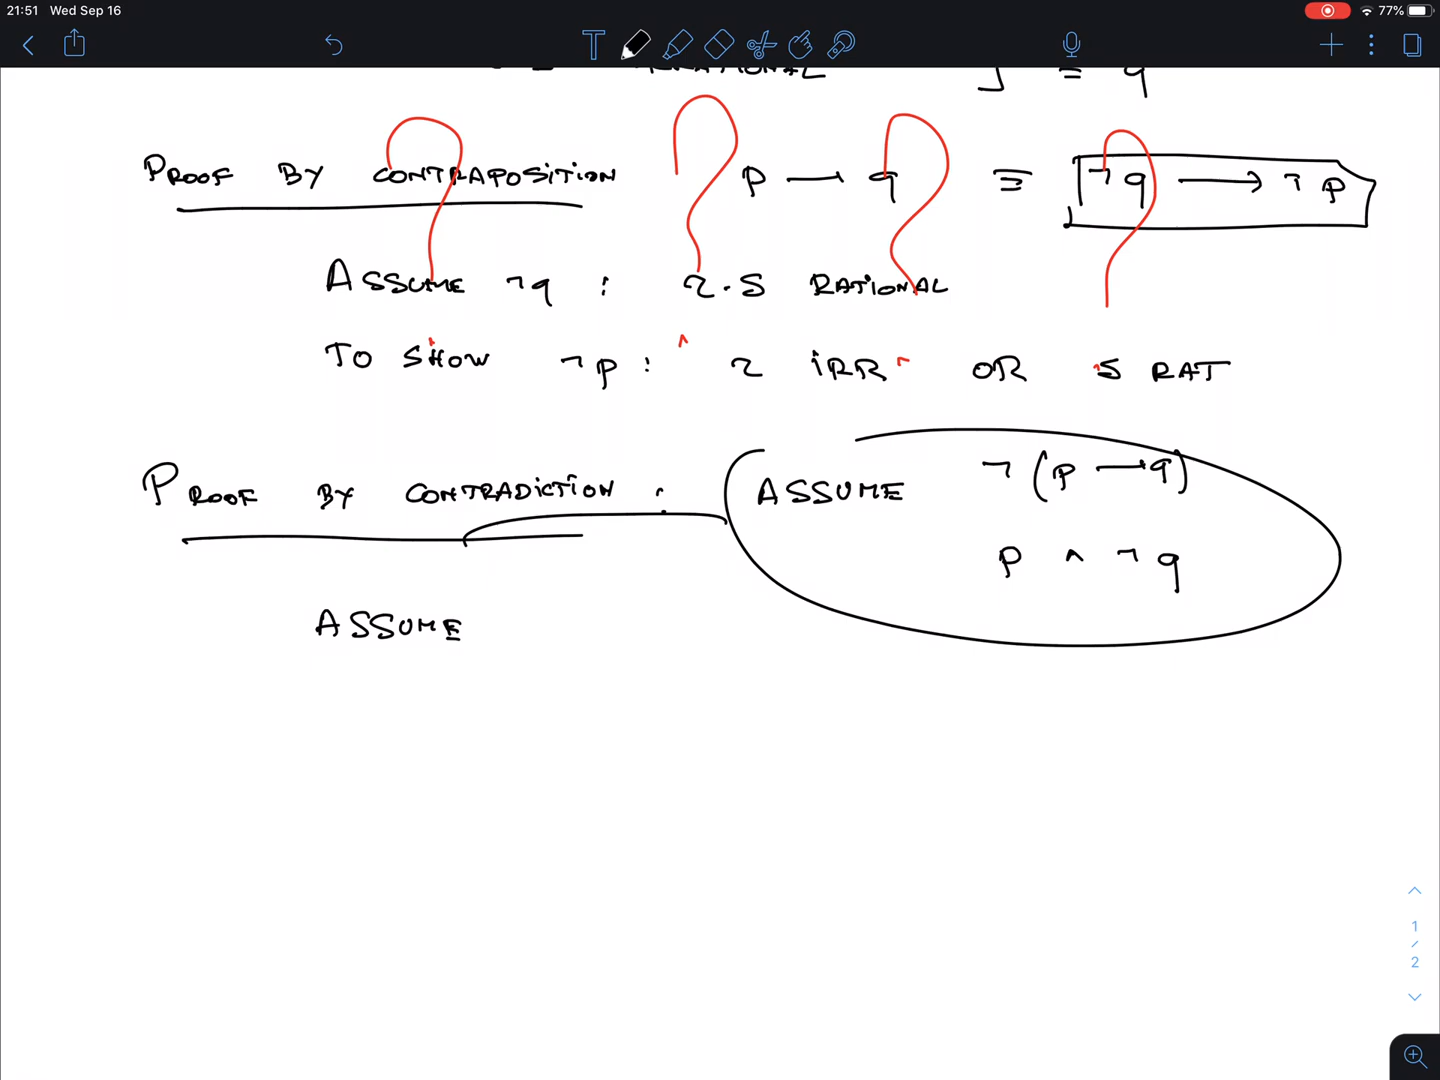 21:51 Wed Sep 16 77%
T
q
PROOF BY CONTRAPOSITION p → q ≡ ¬q → ¬p
ASSUME ¬q : r.s RATIONAL
TO SHOW ¬p : r iRR OR s RAT
PROOF BY CONTRADICTION : ASSUME ¬(p → q)
p ∧ ¬q
ASSUME
1
/
2